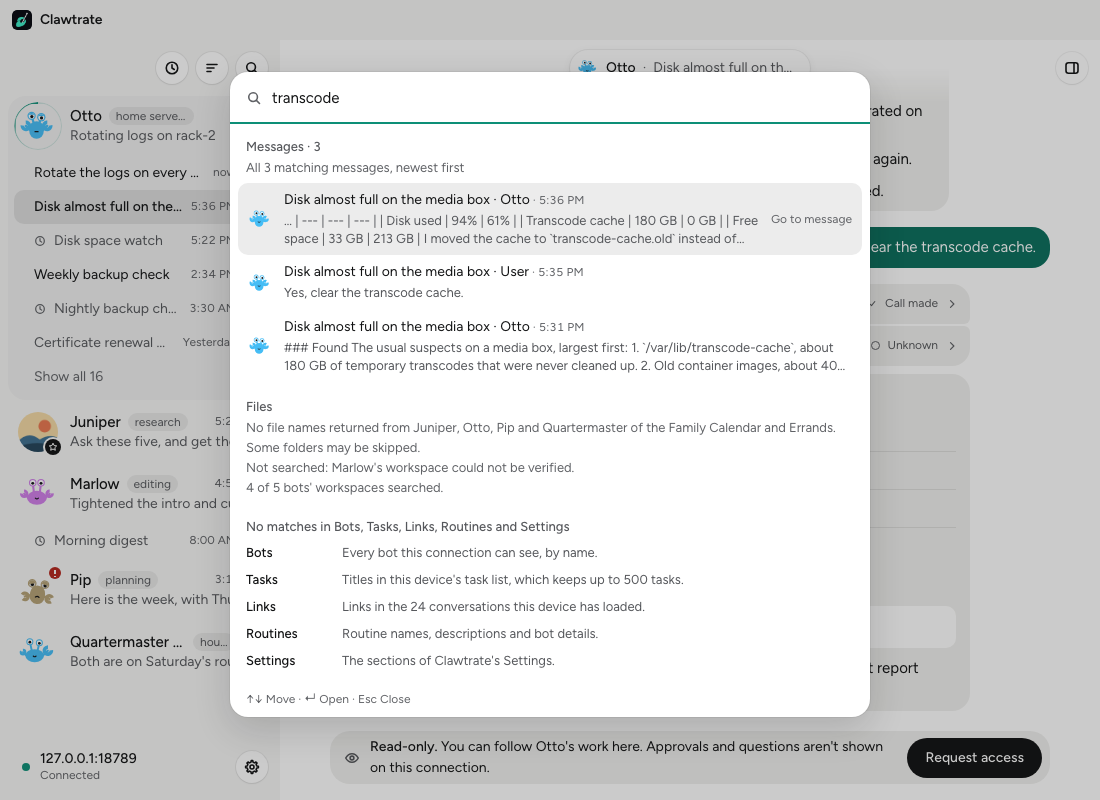 Clawtrate
Otto · Disk almost full on th...
Otto home serve...
Rotating logs on rack-2
Rotate the logs on every ... now
Disk almost full on the... 5:36 PM
Disk space watch 5:22 PM
Weekly backup check 2:34 PM
Nightly backup ch... 3:30 AM
Certificate renewal ... Yesterda
Show all 16
Juniper research 5:2
Ask these five, and get the
Marlow editing 4:5
Tightened the intro and cu
Morning digest 8:00 AM
Pip planning 3:1
Here is the week, with Thu
Quartermaster ... hou...
Both are on Saturday's rou
127.0.0.1:18789
Connected
transcode
Messages · 3
All 3 matching messages, newest first
Disk almost full on the media box · Otto · 5:36 PM
... | --- | --- | --- | | Disk used | 94% | 61% | | Transcode cache | 180 GB | 0 GB | | Free
space | 33 GB | 213 GB | I moved the cache to `transcode-cache.old` instead of...
Go to message
Disk almost full on the media box · User · 5:35 PM
Yes, clear the transcode cache.
Disk almost full on the media box · Otto · 5:31 PM
### Found The usual suspects on a media box, largest first: 1. `/var/lib/transcode-cache`, about
180 GB of temporary transcodes that were never cleaned up. 2. Old container images, about 40...
Files
No file names returned from Juniper, Otto, Pip and Quartermaster of the Family Calendar and Errands.
Some folders may be skipped.
Not searched: Marlow's workspace could not be verified.
4 of 5 bots' workspaces searched.
No matches in Bots, Tasks, Links, Routines and Settings
Bots Every bot this connection can see, by name.
Tasks Titles in this device's task list, which keeps up to 500 tasks.
Links Links in the 24 conversations this device has loaded.
Routines Routine names, descriptions and bot details.
Settings The sections of Clawtrate's Settings.
↑↓ Move · ↵ Open · Esc Close
rated on
again.
ed.
ear the transcode cache.
Call made
Unknown
t report
Read-only. You can follow Otto's work here. Approvals and questions aren't shown
on this connection.
Request access